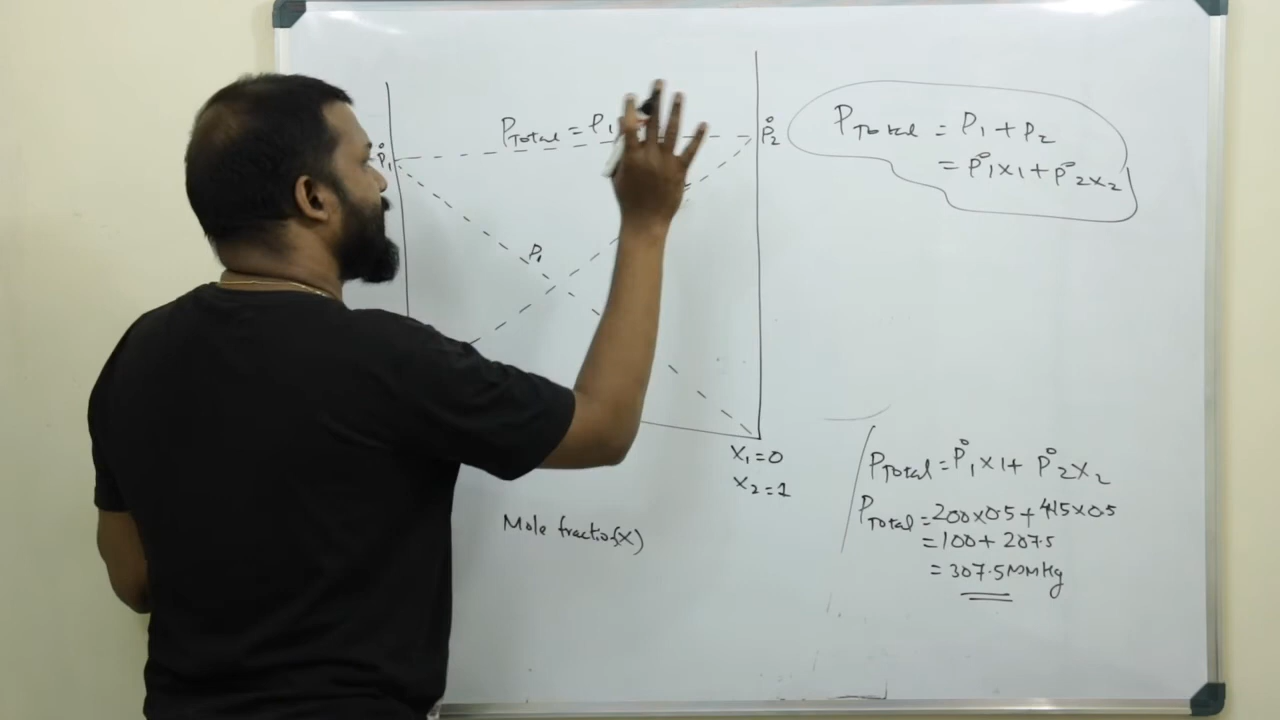 P Total = P1
P°1
P°2
P1
X1=0
X2=1
Mole fractio(X)
P Total = P1 + P2
= P°1 X1 + P°2 X2
P Total = P°1 X1 + P°2 X2
P Total = 200×0.5 + 415×0.5
= 100 + 207.5
= 307.5 MMHg